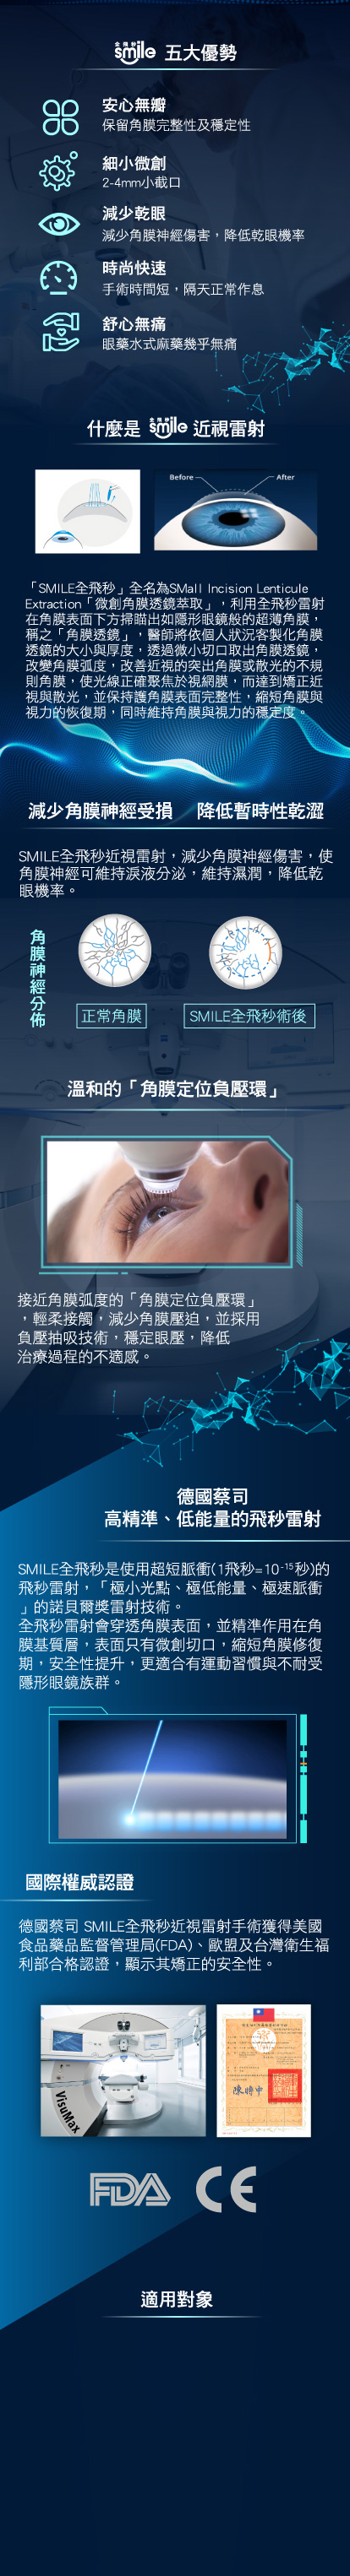 全飛秒
smile 五大優勢
安心無瓣
保留角膜完整性及穩定性
細小微創
2-4mm小截口
減少乾眼
減少角膜神經傷害，降低乾眼機率
時尚快速
手術時間短，隔天正常作息
舒心無痛
眼藥水式麻藥幾乎無痛
什麼是 全飛秒 smile 近視雷射
Before
After
「SMILE全飛秒」全名為SMall Incision Lenticule
Extraction「微創角膜透鏡萃取」，利用全飛秒雷射
在角膜表面下方掃瞄出如隱形眼鏡般的超薄角膜，
稱之「角膜透鏡」，醫師將依個人狀況客製化角膜
透鏡的大小與厚度，透過微小切口取出角膜透鏡，
改變角膜弧度，改善近視的突出角膜或散光的不規
則角膜，使光線正確聚焦於視網膜，而達到矯正近
視與散光，並保持護角膜表面完整性，縮短角膜與
視力的恢復期，同時維持角膜與視力的穩定度。
減少角膜神經受損 降低暫時性乾澀
SMILE全飛秒近視雷射，減少角膜神經傷害，使
角膜神經可維持淚液分泌，維持濕潤，降低乾
眼機率。
角膜神經分佈
正常角膜
SMILE全飛秒術後
溫和的「角膜定位負壓環」
接近角膜弧度的「角膜定位負壓環」
，輕柔接觸，減少角膜壓迫，並採用
負壓抽吸技術，穩定眼壓，降低
治療過程的不適感。
德國蔡司
高精準、低能量的飛秒雷射
SMILE全飛秒是使用超短脈衝(1飛秒=10⁻¹⁵秒)的
飛秒雷射，「極小光點、極低能量、極速脈衝
」的諾貝爾獎雷射技術。
全飛秒雷射會穿透角膜表面，並精準作用在角
膜基質層，表面只有微創切口，縮短角膜修復
期，安全性提升，更適合有運動習慣與不耐受
隱形眼鏡族群。
國際權威認證
德國蔡司 SMILE全飛秒近視雷射手術獲得美國
食品藥品監督管理局(FDA)、歐盟及台灣衛生福
利部合格認證，顯示其矯正的安全性。
VisuMax
陳時中
FDA CE
適用對象